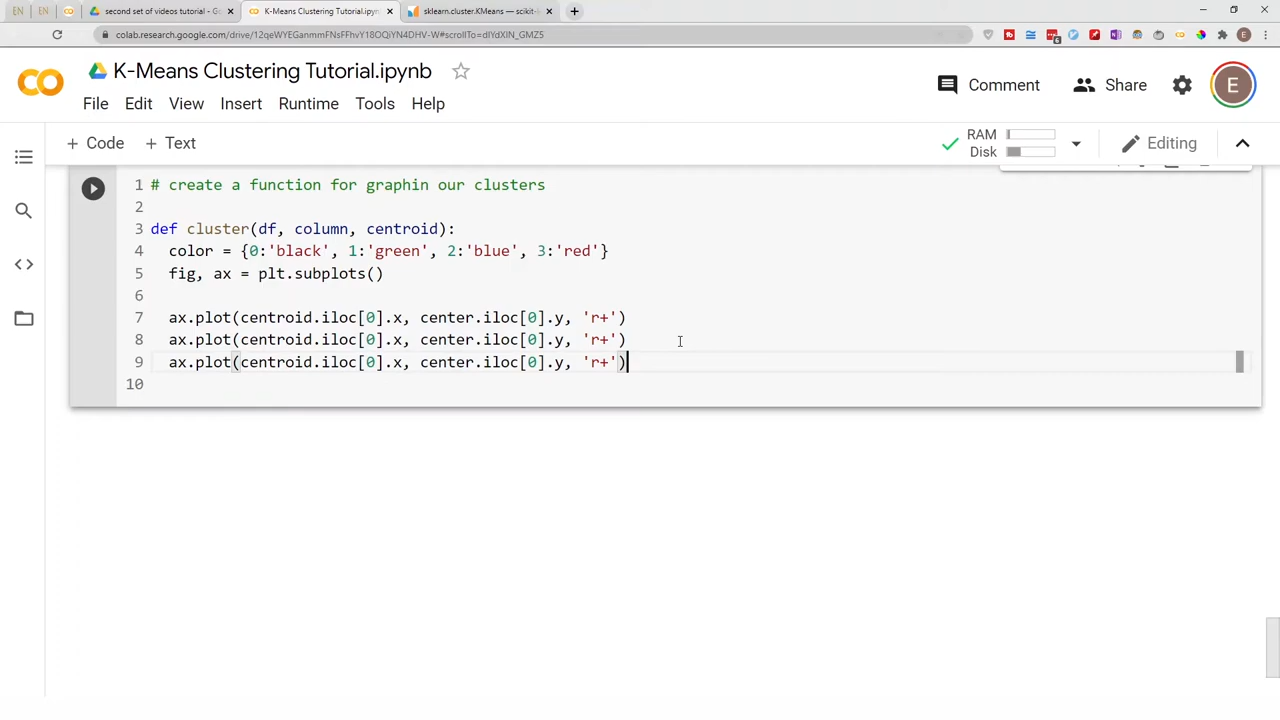 EN EN second set of videos tutorial - G K-Means Clustering Tutorial.ipynb sklearn.cluster.KMeans — scikit-l
colab.research.google.com/drive/12qeWYEGanmmFNsFFhvY18OQiYN4DHV-W#scrollTo=dlYdXIN_GMZ5
K-Means Clustering Tutorial.ipynb
Comment Share E
File Edit View Insert Runtime Tools Help
+ Code + Text
RAM
Disk
Editing
1 # create a function for graphin our clusters
2
3 def cluster(df, column, centroid):
4 color = {0:'black', 1:'green', 2:'blue', 3:'red'}
5 fig, ax = plt.subplots()
6
7 ax.plot(centroid.iloc[0].x, center.iloc[0].y, 'r+')
8 ax.plot(centroid.iloc[0].x, center.iloc[0].y, 'r+')
9 ax.plot(centroid.iloc[0].x, center.iloc[0].y, 'r+')
10